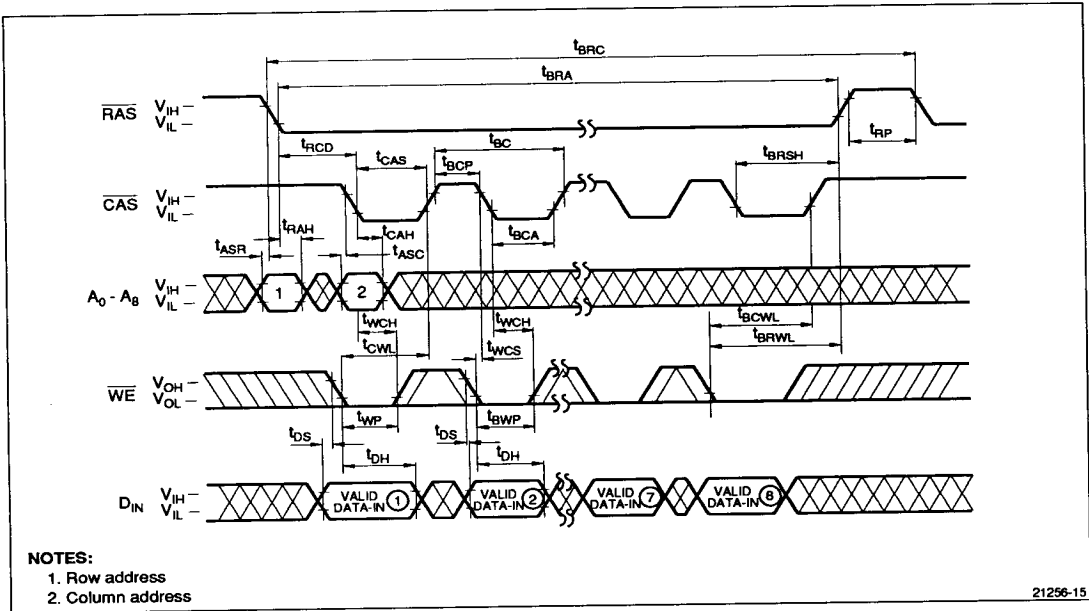 tBRC
tBRA
RAS VIH –
VIL –
tRP
tRCD tCAS tBC tBCP tBRSH
CAS VIH –
VIL –
tRAH tCAH tBCA
tASR tASC
A0 - A8 VIH –
VIL –
1 2
tWCH tWCH tBCWL
tCWL tWCS tBRWL
WE VOH –
VOL –
tWP tBWP
tDS tDH tDS tDH
DIN VIH –
VIL –
VALID DATA-IN 1 VALID DATA-IN 2 VALID DATA-IN 7 VALID DATA-IN 8
NOTES:
1. Row address
2. Column address
21256-15